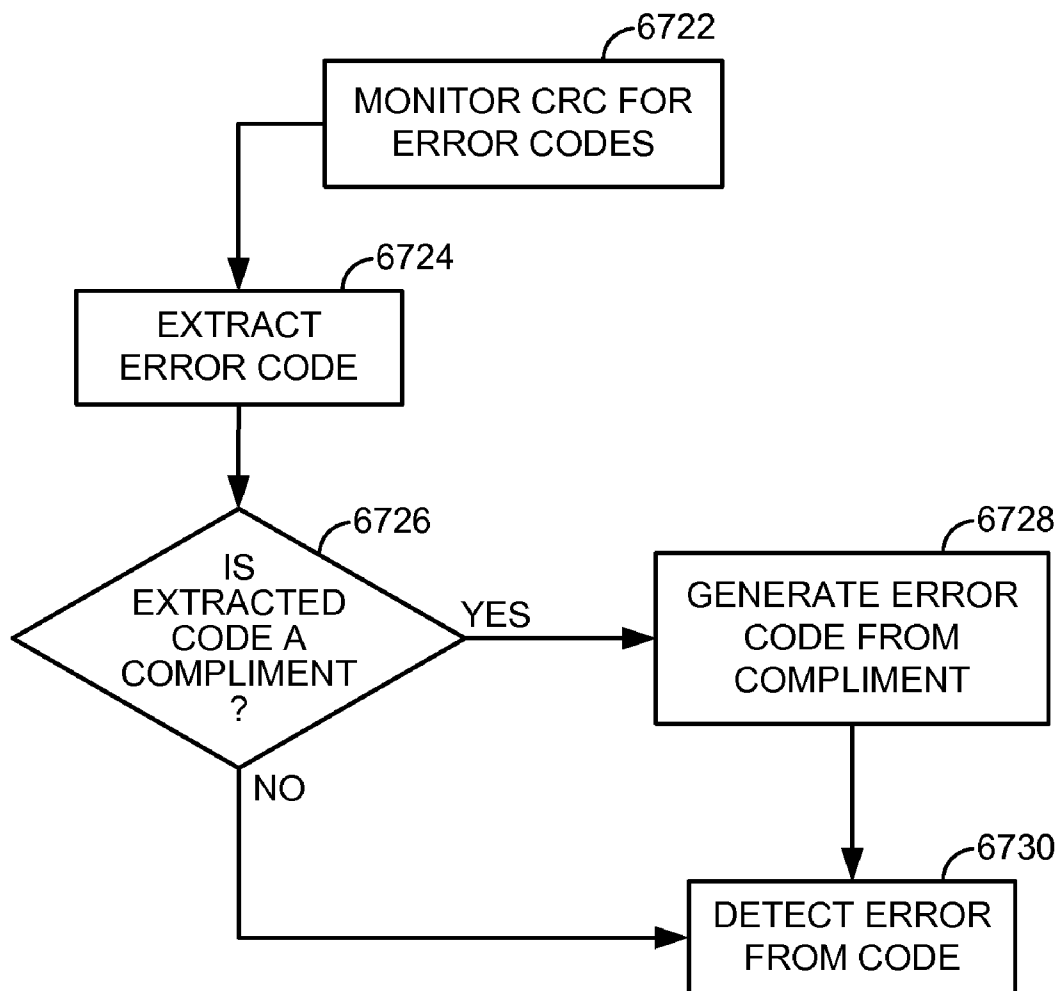 6722
MONITOR CRC FOR
ERROR CODES
6724
EXTRACT
ERROR CODE
6726
IS
EXTRACTED
CODE A
COMPLIMENT
?
YES
6728
GENERATE ERROR
CODE FROM
COMPLIMENT
NO
6730
DETECT ERROR
FROM CODE